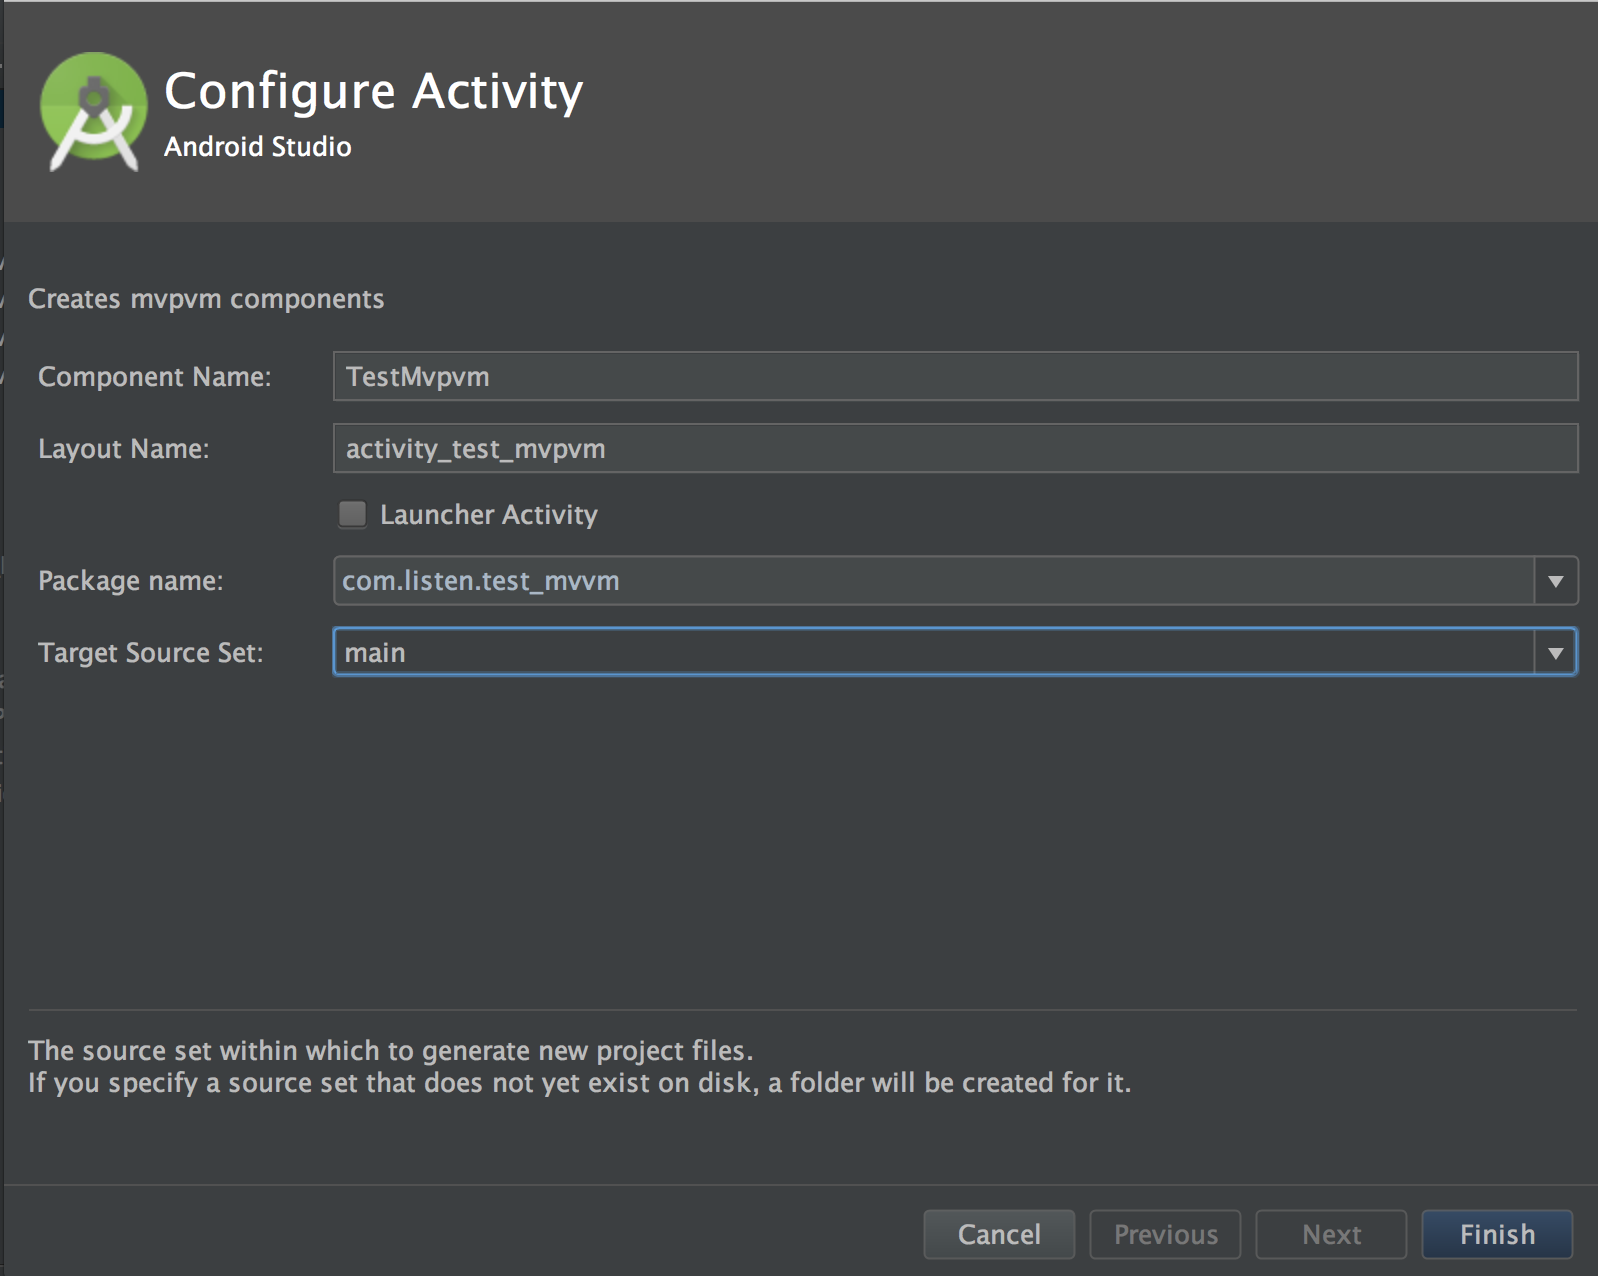 Configure Activity
Android Studio
Creates mvpvm components
Component Name: TestMvpvm
Layout Name: activity_test_mvpvm
Launcher Activity
Package name: com.listen.test_mvvm
Target Source Set: main
The source set within which to generate new project files.
If you specify a source set that does not yet exist on disk, a folder will be created for it.
Cancel Previous Next Finish